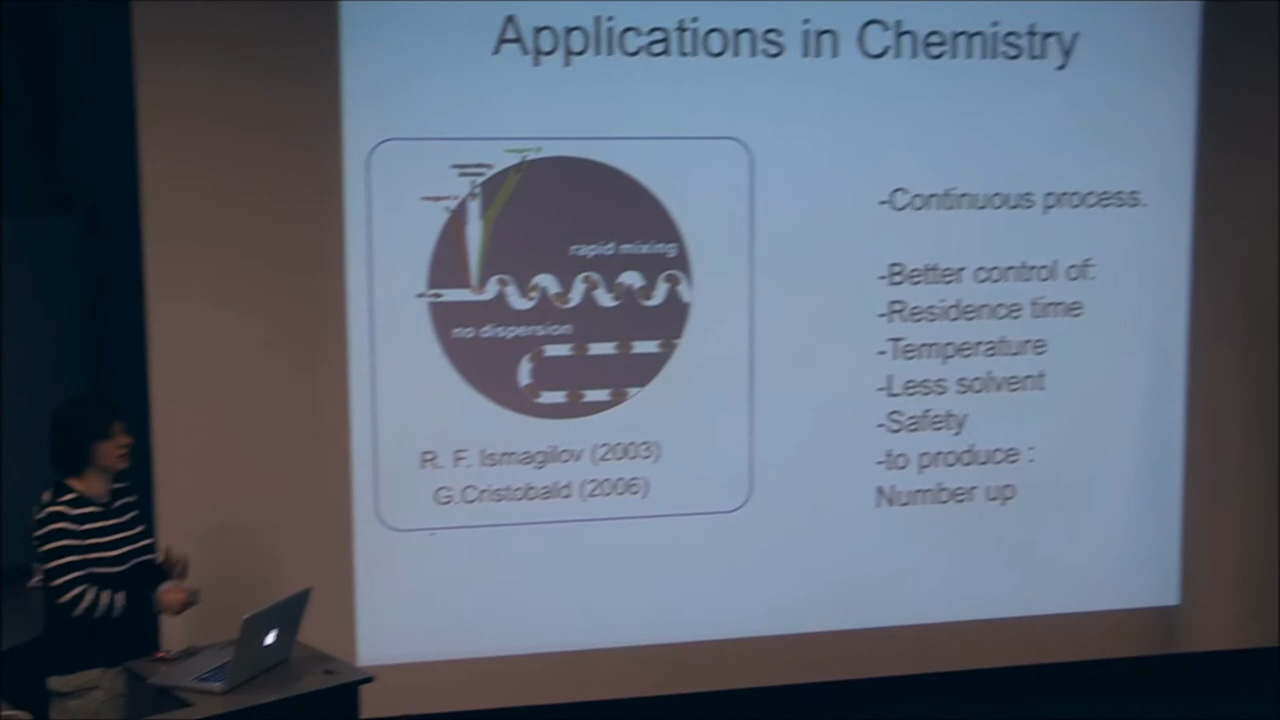 Applications in Chemistry
rapid mixing
no dispersion
R. F. Ismagilov (2003)
G.Cristobald (2006)
-Continuous process.
-Better control of:
-Residence time
-Temperature
-Less solvent
-Safety
-to produce :
Number up